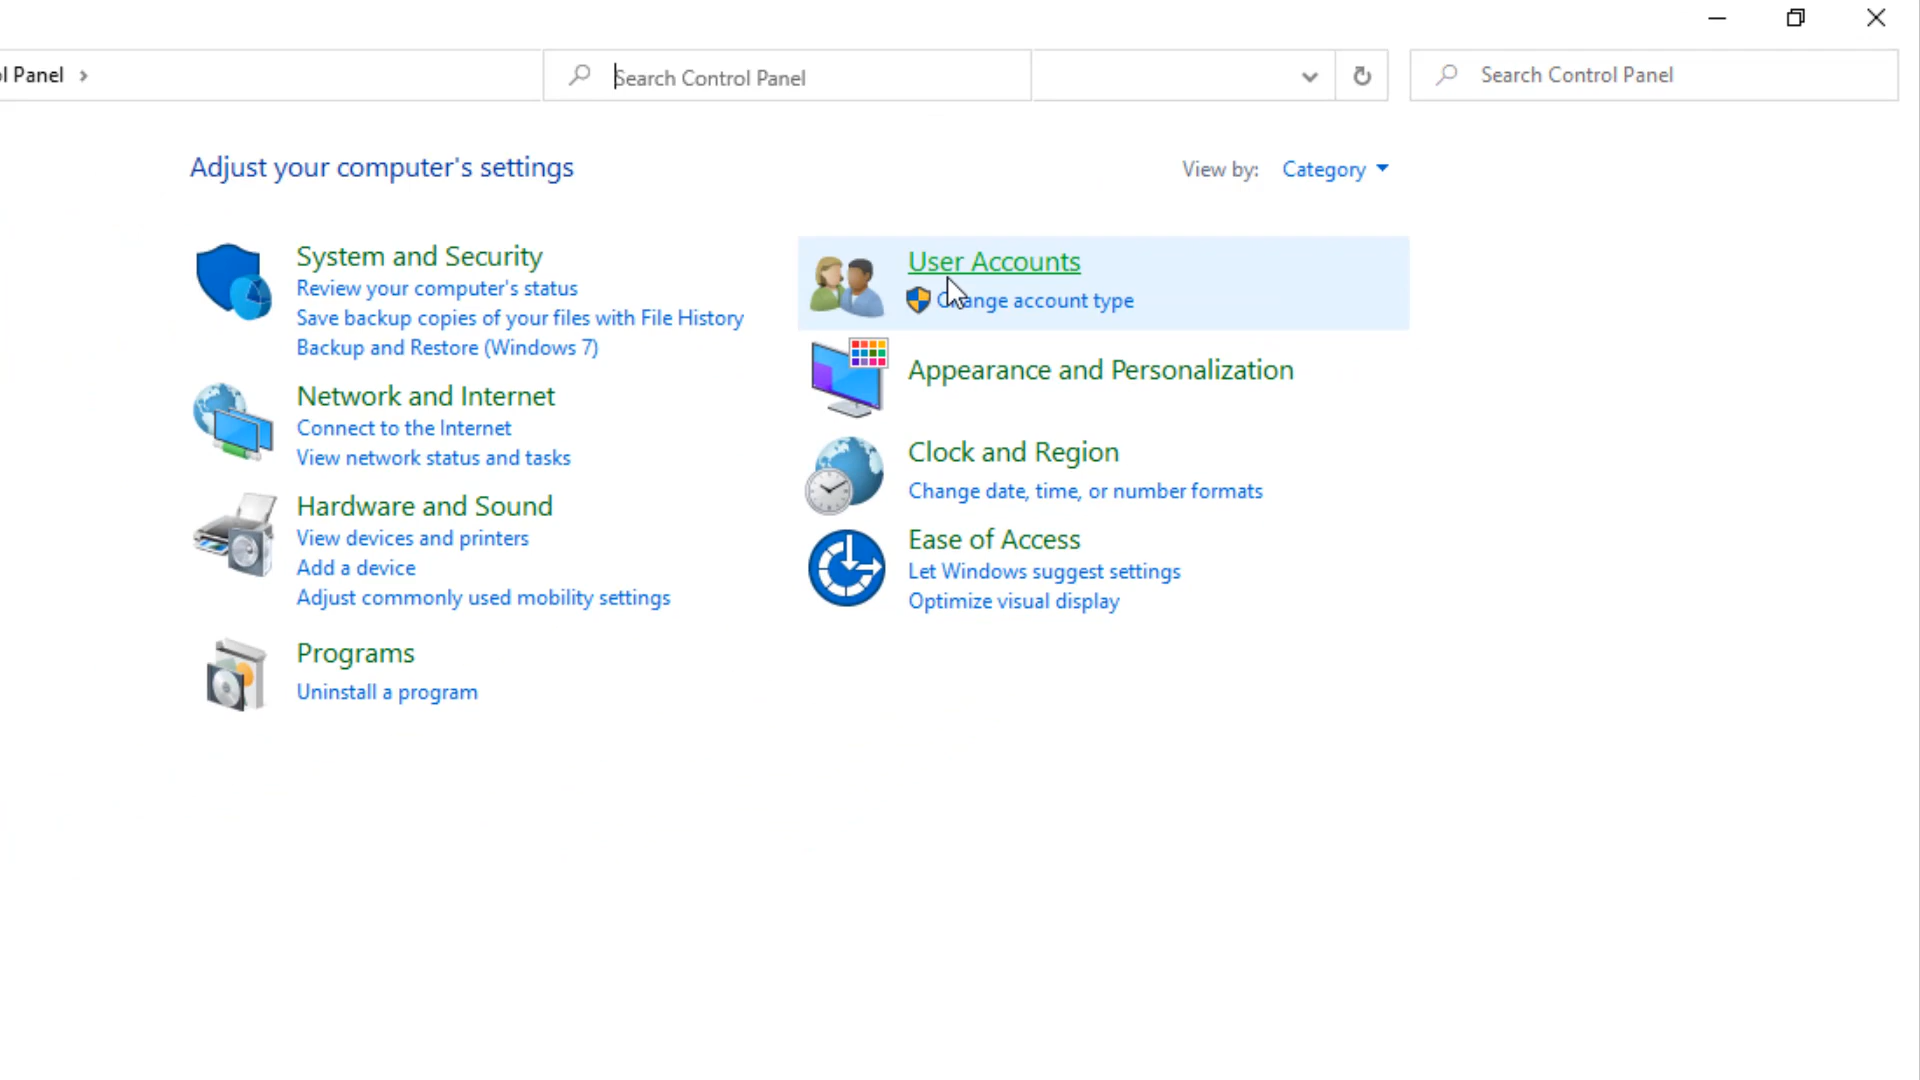 l Panel
Search Control Panel
Search Control Panel
Adjust your computer's settings
View by: Category
System and Security
Review your computer's status
Save backup copies of your files with File History
Backup and Restore (Windows 7)
Network and Internet
Connect to the Internet
View network status and tasks
Hardware and Sound
View devices and printers
Add a device
Adjust commonly used mobility settings
Programs
Uninstall a program
User Accounts
Change account type
Appearance and Personalization
Clock and Region
Change date, time, or number formats
Ease of Access
Let Windows suggest settings
Optimize visual display